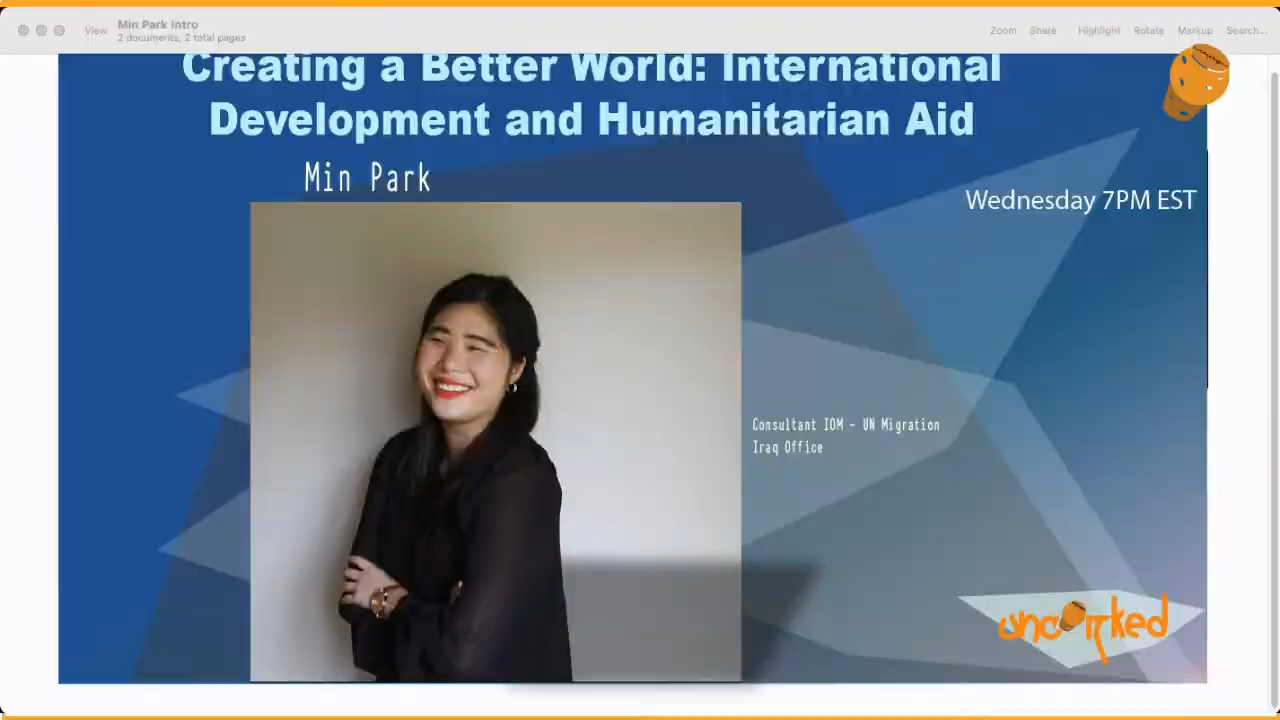 View
Min Park Intro
2 documents, 2 total pages
Zoom
Share
Highlight
Rotate
Markup
Search...
Creating a Better World: International
Development and Humanitarian Aid
Min Park
Wednesday 7PM EST
Consultant IOM - UN Migration
Iraq Office
uncorked